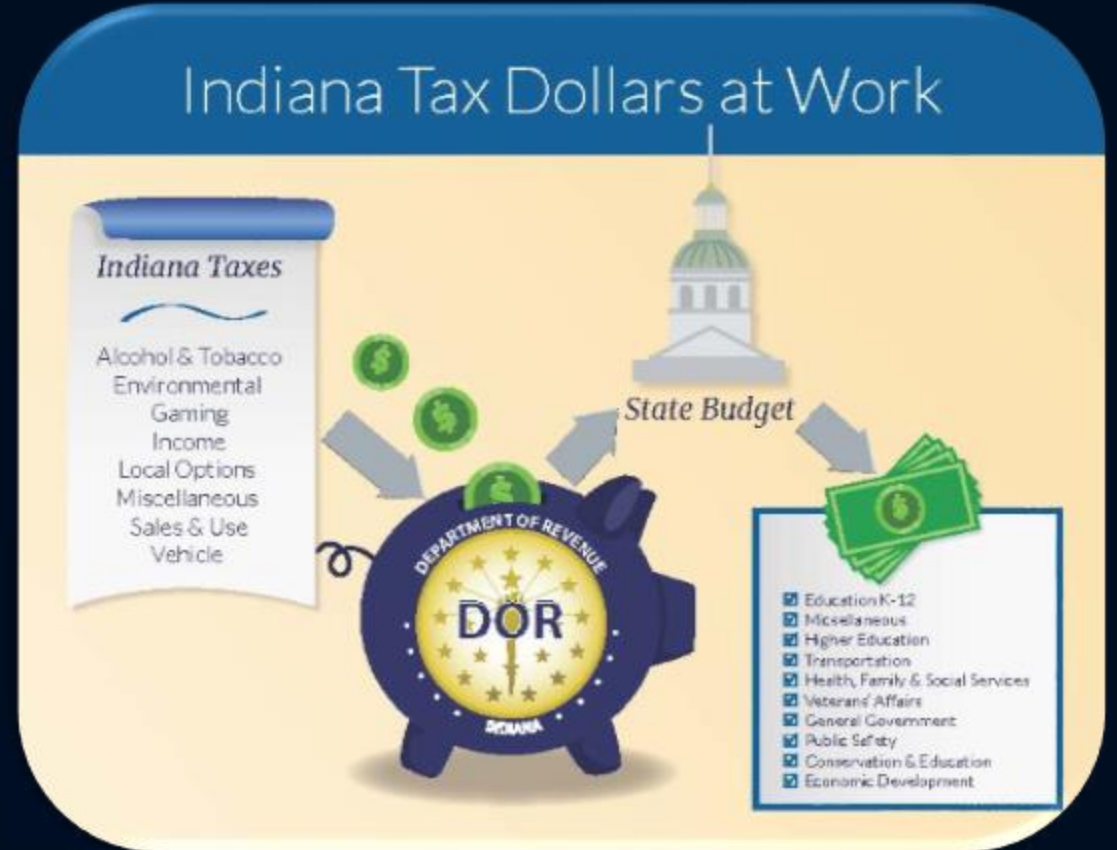 Indiana Tax Dollars at Work
Indiana Taxes
Alcohol & Tobacco
Environmental
Gaming
Income
Local Options
Miscellaneous
Sales & Use
Vehicle
DEPARTMENT OF REVENUE
DOR
INDIANA
State Budget
Education K-12
Micsellaneous
Higher Education
Transportation
Health, Family & Social Services
Veterans' Affairs
General Government
Public Safety
Conservation & Education
Economic Development